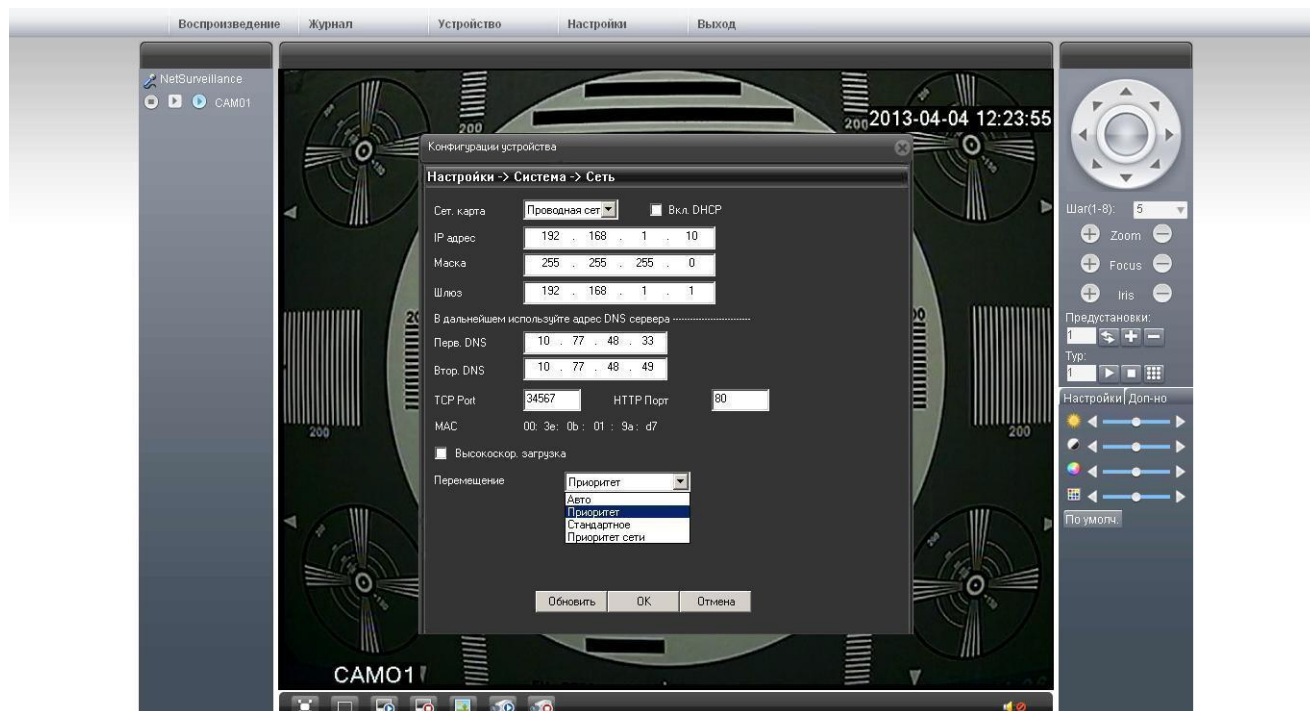 Воспроизведение Журнал Устройство Настройки Выход
NetSurveillance
CAM01
2013-04-04 12:23:55
200
200
Конфигурации устройства
Настройки -> Система -> Сеть
Сет. карта Проводная сет Вкл. DHCP
IP адрес 192 . 168 . 1 . 10
Маска 255 . 255 . 255 . 0
Шлюз 192 . 168 . 1 . 1
В дальнейшем используйте адрес DNS сервера
Перв. DNS 10 . 77 . 48 . 33
Втор. DNS 10 . 77 . 48 . 49
TCP Port 34567 HTTP Порт 80
MAC 00: 3e: 0b: 01 : 9a: d7
Высокоскор. загрузка
Перемещение Приоритет
Авто
Приоритет
Стандартное
Приоритет сети
Обновить OK Отмена
200
200
CAM01
Шаг(1-8): 5
Zoom
Focus
Iris
Предустановки:
1
Тур:
1
Настройки Доп-но
По умолч.